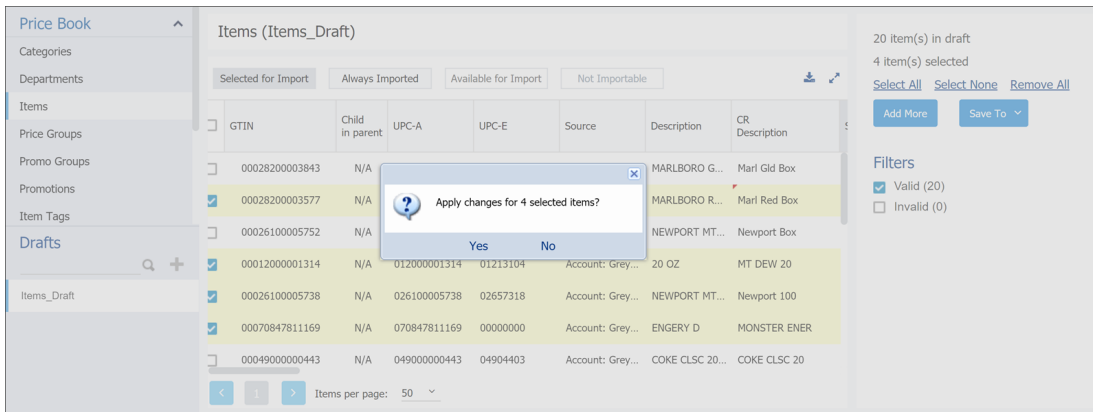 Price Book
Categories
Departments
Items
Price Groups
Promo Groups
Promotions
Item Tags
Drafts
Items_Draft
Items (Items_Draft)
Selected for Import Always Imported Available for Import Not Importable
GTIN Child in parent UPC-A UPC-E Source Description CR Description
00028200003843 N/A MARLBORO G... Marl Gld Box
00028200003577 N/A MARLBORO R... Marl Red Box
00026100005752 N/A NEWPORT MT... Newport Box
00012000001314 N/A 012000001314 01213104 Account: Grey... 20 OZ MT DEW 20
00026100005738 N/A 026100005738 02657318 Account: Grey... NEWPORT MT... Newport 100
00070847811169 N/A 070847811169 00000000 Account: Grey... ENGERY D MONSTER ENER
00049000000443 N/A 049000000443 04904403 Account: Grey... COKE CLSC 20... COKE CLSC 20
< 1 > Items per page: 50
Apply changes for 4 selected items?
Yes No
20 item(s) in draft
4 item(s) selected
Select All Select None Remove All
Add More Save To
Filters
Valid (20)
Invalid (0)